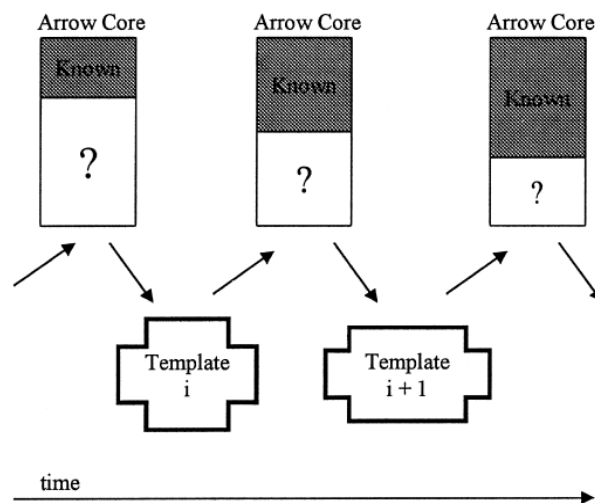 Arrow Core Arrow Core Arrow Core
Known
Known
Known
?
?
?
Template
i
Template
i + 1
time